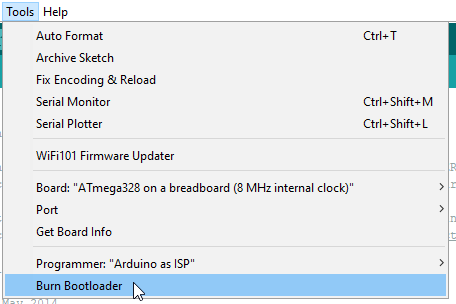 Tools Help
Auto Format Ctrl+T
Archive Sketch
Fix Encoding & Reload
Serial Monitor Ctrl+Shift+M
Serial Plotter Ctrl+Shift+L
WiFi101 Firmware Updater
Board: "ATmega328 on a breadboard (8 MHz internal clock)"
Port
Get Board Info
Programmer: "Arduino as ISP"
Burn Bootloader
May, 2014